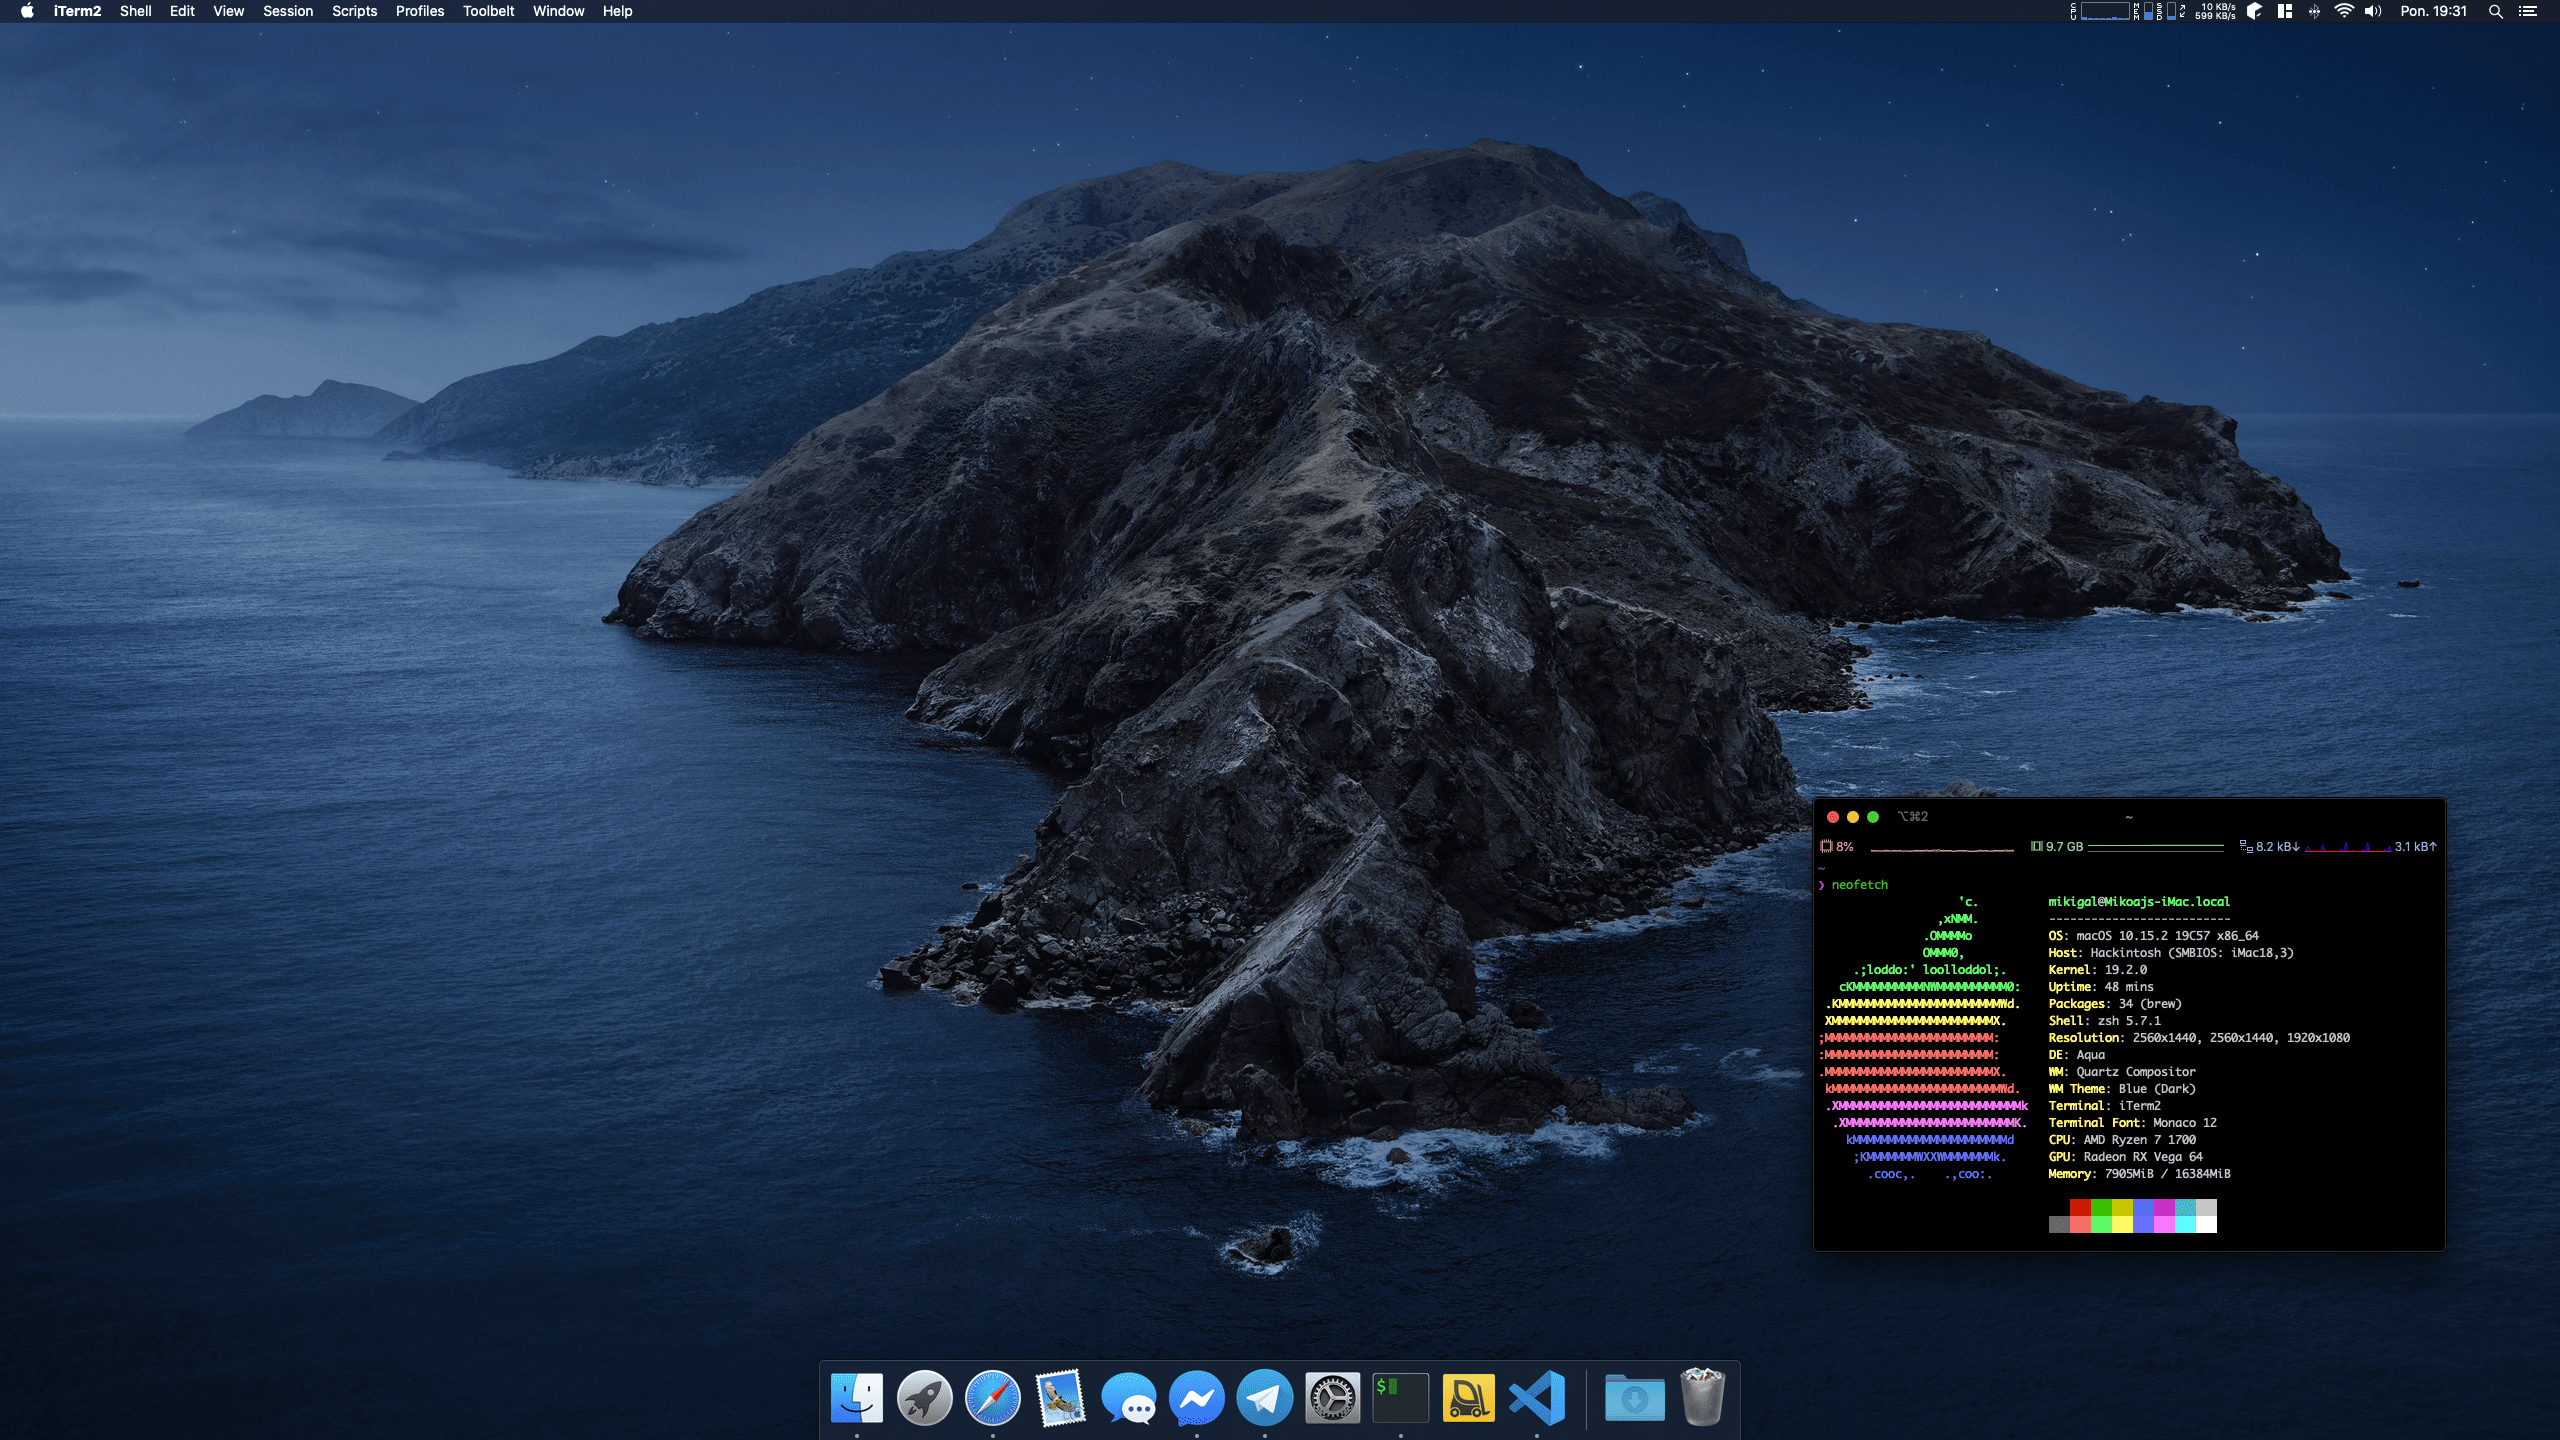 iTerm2 Shell Edit View Session Scripts Profiles Toolbelt Window Help
CPU MEM SSD 10 KB/s Pon. 19:31
599 KB/s
⌥⌘2 ~
8% 9.7 GB 8.2 kB↓ 3.1 kB↑
~
❯ neofetch
'c. mikigal@Mikoajs-iMac.local
,xNMM. --------------------------
.OMMMMo OS: macOS 10.15.2 19C57 x86_64
OMMM0, Host: Hackintosh (SMBIOS: iMac18,3)
.;loddo:' loolloddol;. Kernel: 19.2.0
cKMMMMMMMMMMNWMMMMMMMMMM0: Uptime: 48 mins
.KMMMMMMMMMMMMMMMMMMMMMMMWd. Packages: 34 (brew)
XMMMMMMMMMMMMMMMMMMMMMMMX. Shell: zsh 5.7.1
;MMMMMMMMMMMMMMMMMMMMMMMM: Resolution: 2560x1440, 2560x1440, 1920x1080
:MMMMMMMMMMMMMMMMMMMMMMMM: DE: Aqua
.MMMMMMMMMMMMMMMMMMMMMMMMX. WM: Quartz Compositor
kMMMMMMMMMMMMMMMMMMMMMMMMWd. WM Theme: Blue (Dark)
.XMMMMMMMMMMMMMMMMMMMMMMMMMMk Terminal: iTerm2
.XMMMMMMMMMMMMMMMMMMMMMMMMK. Terminal Font: Monaco 12
kMMMMMMMMMMMMMMMMMMMMMMd CPU: AMD Ryzen 7 1700
;KMMMMMMMWXXWMMMMMMMk. GPU: Radeon RX Vega 64
.cooc,. .,coo:. Memory: 7905MiB / 16384MiB
$